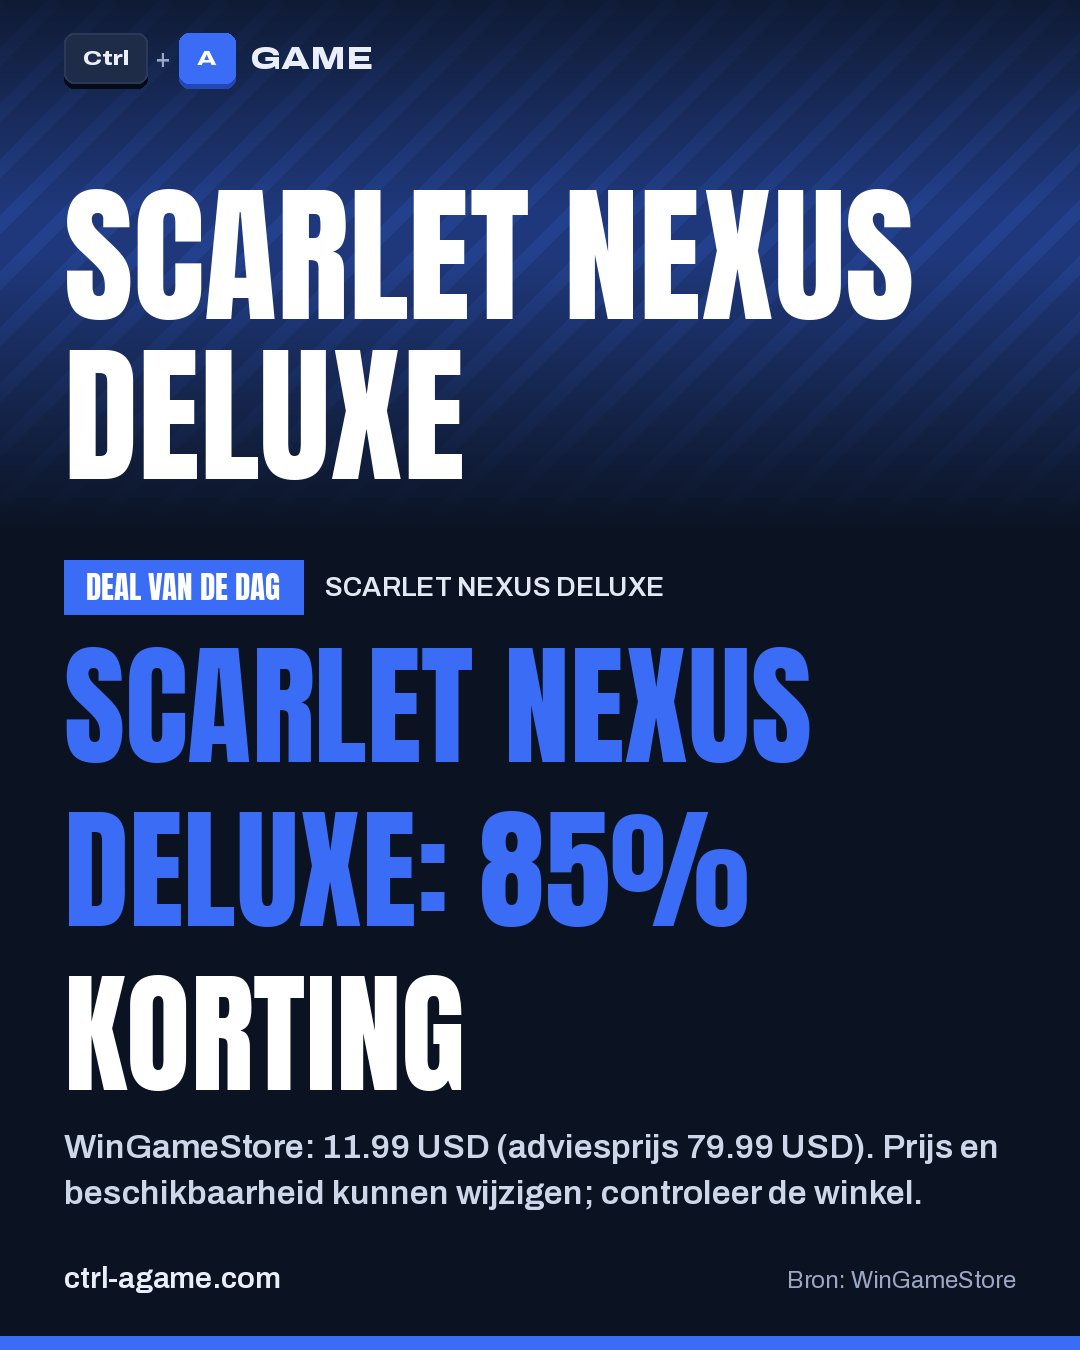 Ctrl + A GAME
SCARLET NEXUS
DELUXE
DEAL VAN DE DAG SCARLET NEXUS DELUXE
SCARLET NEXUS
DELUXE: 85%
KORTING
WinGameStore: 11.99 USD (adviesprijs 79.99 USD). Prijs en
beschikbaarheid kunnen wijzigen; controleer de winkel.
ctrl-agame.com Bron: WinGameStore